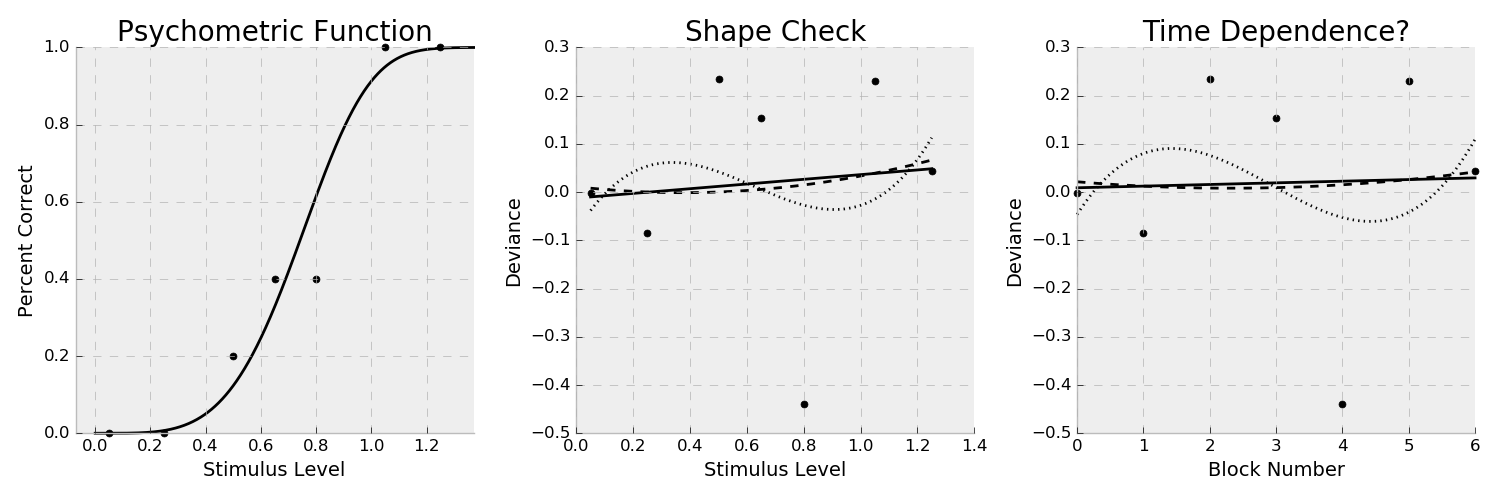 Psychometric Function
1.0
0.8
0.6
0.4
0.2
0.0
Percent Correct
0.0 0.2 0.4 0.6 0.8 1.0 1.2
Stimulus Level
Shape Check
0.3
0.2
0.1
0.0
−0.1
−0.2
−0.3
−0.4
−0.5
Deviance
0.0 0.2 0.4 0.6 0.8 1.0 1.2 1.4
Stimulus Level
Time Dependence?
0.3
0.2
0.1
0.0
−0.1
−0.2
−0.3
−0.4
−0.5
Deviance
0 1 2 3 4 5 6
Block Number